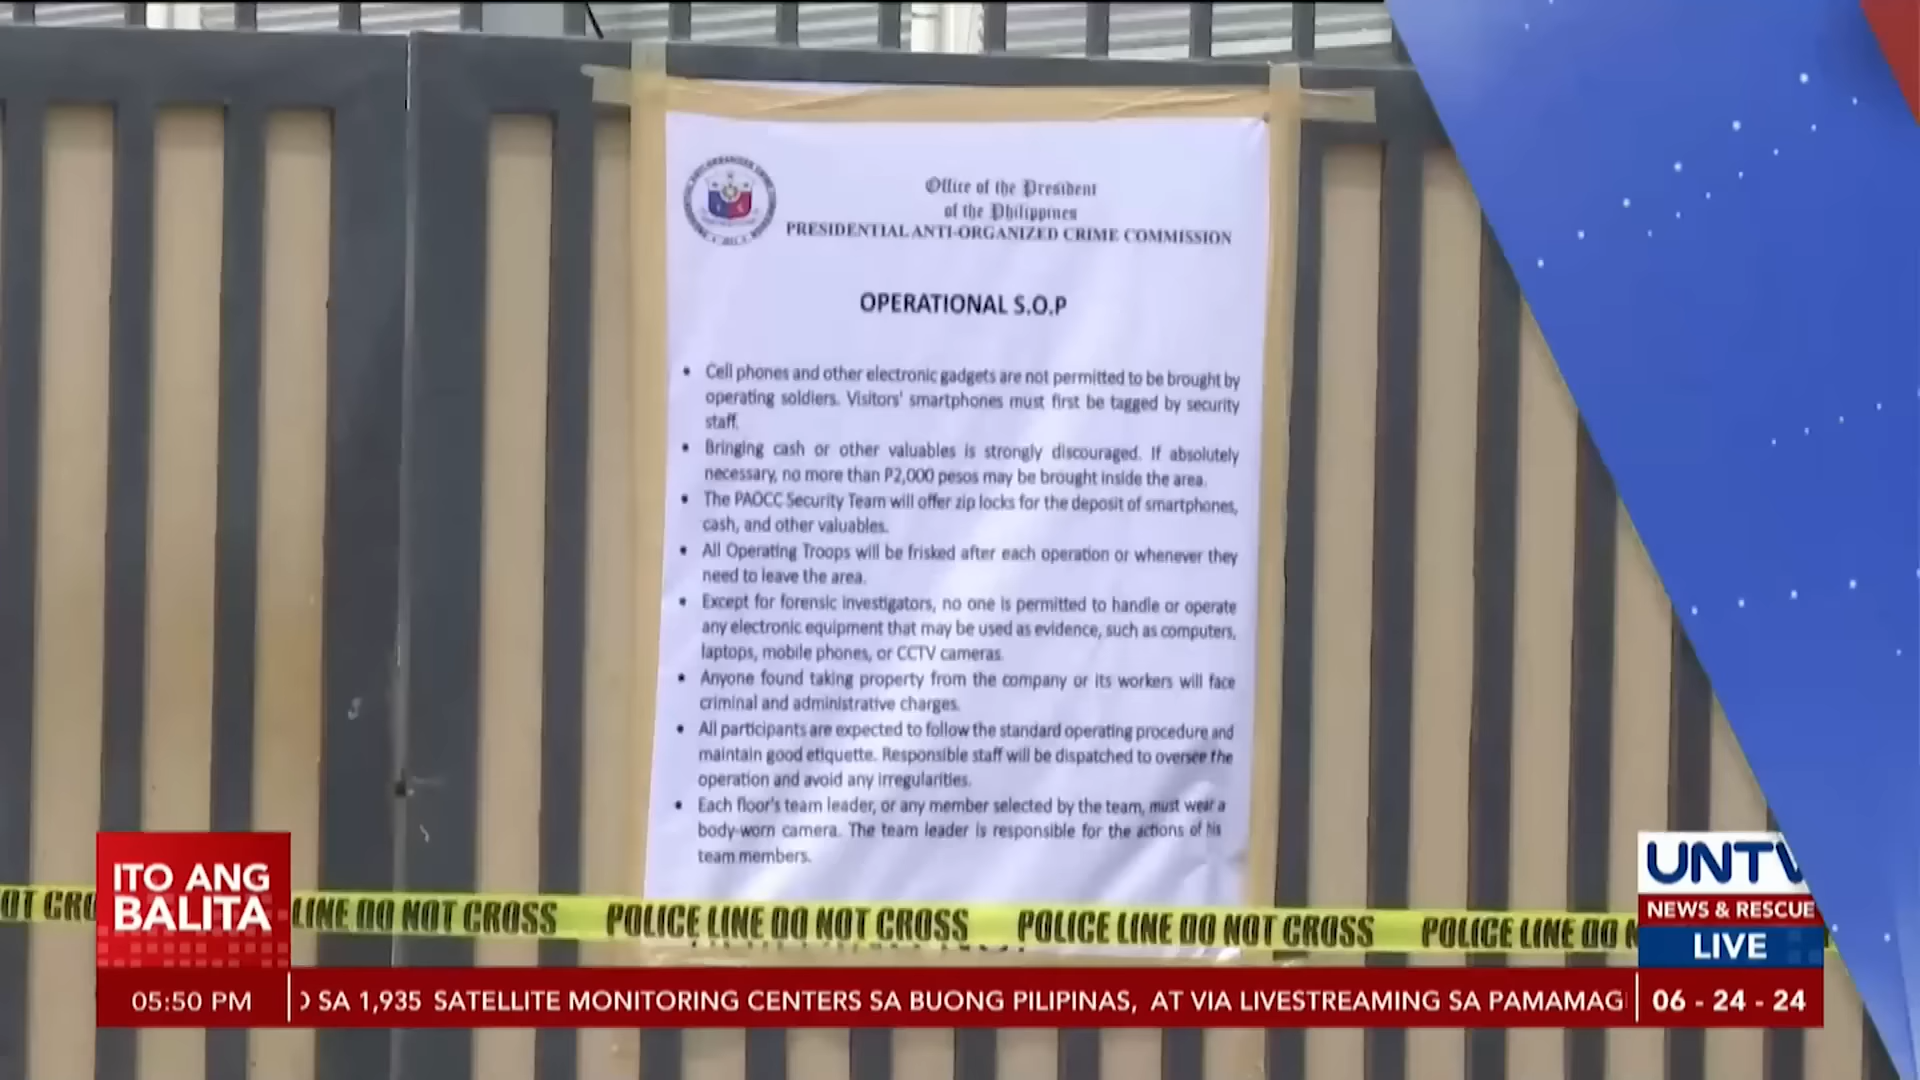 Office of the President
of the Philippines
PRESIDENTIAL ANTI-ORGANIZED CRIME COMMISSION
OPERATIONAL S.O.P
• Cell phones and other electronic gadgets are not permitted to be brought by
operating soldiers. Visitors' smartphones must first be tagged by security
staff.
• Bringing cash or other valuables is strongly discouraged. If absolutely
necessary, no more than P2,000 pesos may be brought inside the area.
• The PAOCC Security Team will offer zip locks for the deposit of smartphones,
cash, and other valuables.
• All Operating Troops will be frisked after each operation or whenever they
need to leave the area.
• Except for forensic investigators, no one is permitted to handle or operate
any electronic equipment that may be used as evidence, such as computers,
laptops, mobile phones, or CCTV cameras.
• Anyone found taking property from the company or its workers will face
criminal and administrative charges.
• All participants are expected to follow the standard operating procedure and
maintain good etiquette. Responsible staff will be dispatched to oversee the
operation and avoid any irregularities.
• Each floor's team leader, or any member selected by the team, must wear a
body-worn camera. The team leader is responsible for the actions of his
team members.
OT CRO LINE DO NOT CROSS POLICE LINE DO NOT CROSS POLICE LINE DO NOT CROSS POLICE LINE DO N
ITO ANG
BALITA
UNTV
NEWS & RESCUE
LIVE
05:50 PM
O SA 1,935 SATELLITE MONITORING CENTERS SA BUONG PILIPINAS, AT VIA LIVESTREAMING SA PAMAMAG
06 - 24 - 24